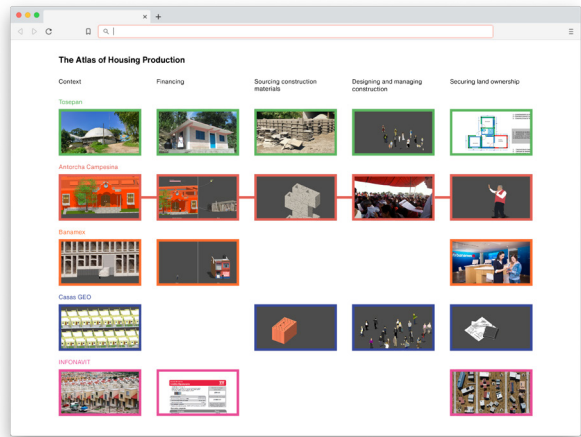 The Atlas of Housing Production
Context
Financing
Sourcing construction
materials
Designing and managing
construction
Securing land ownership
Tosepan
Antorcha Campesina
Banamex
Casas GEO
INFONAVIT